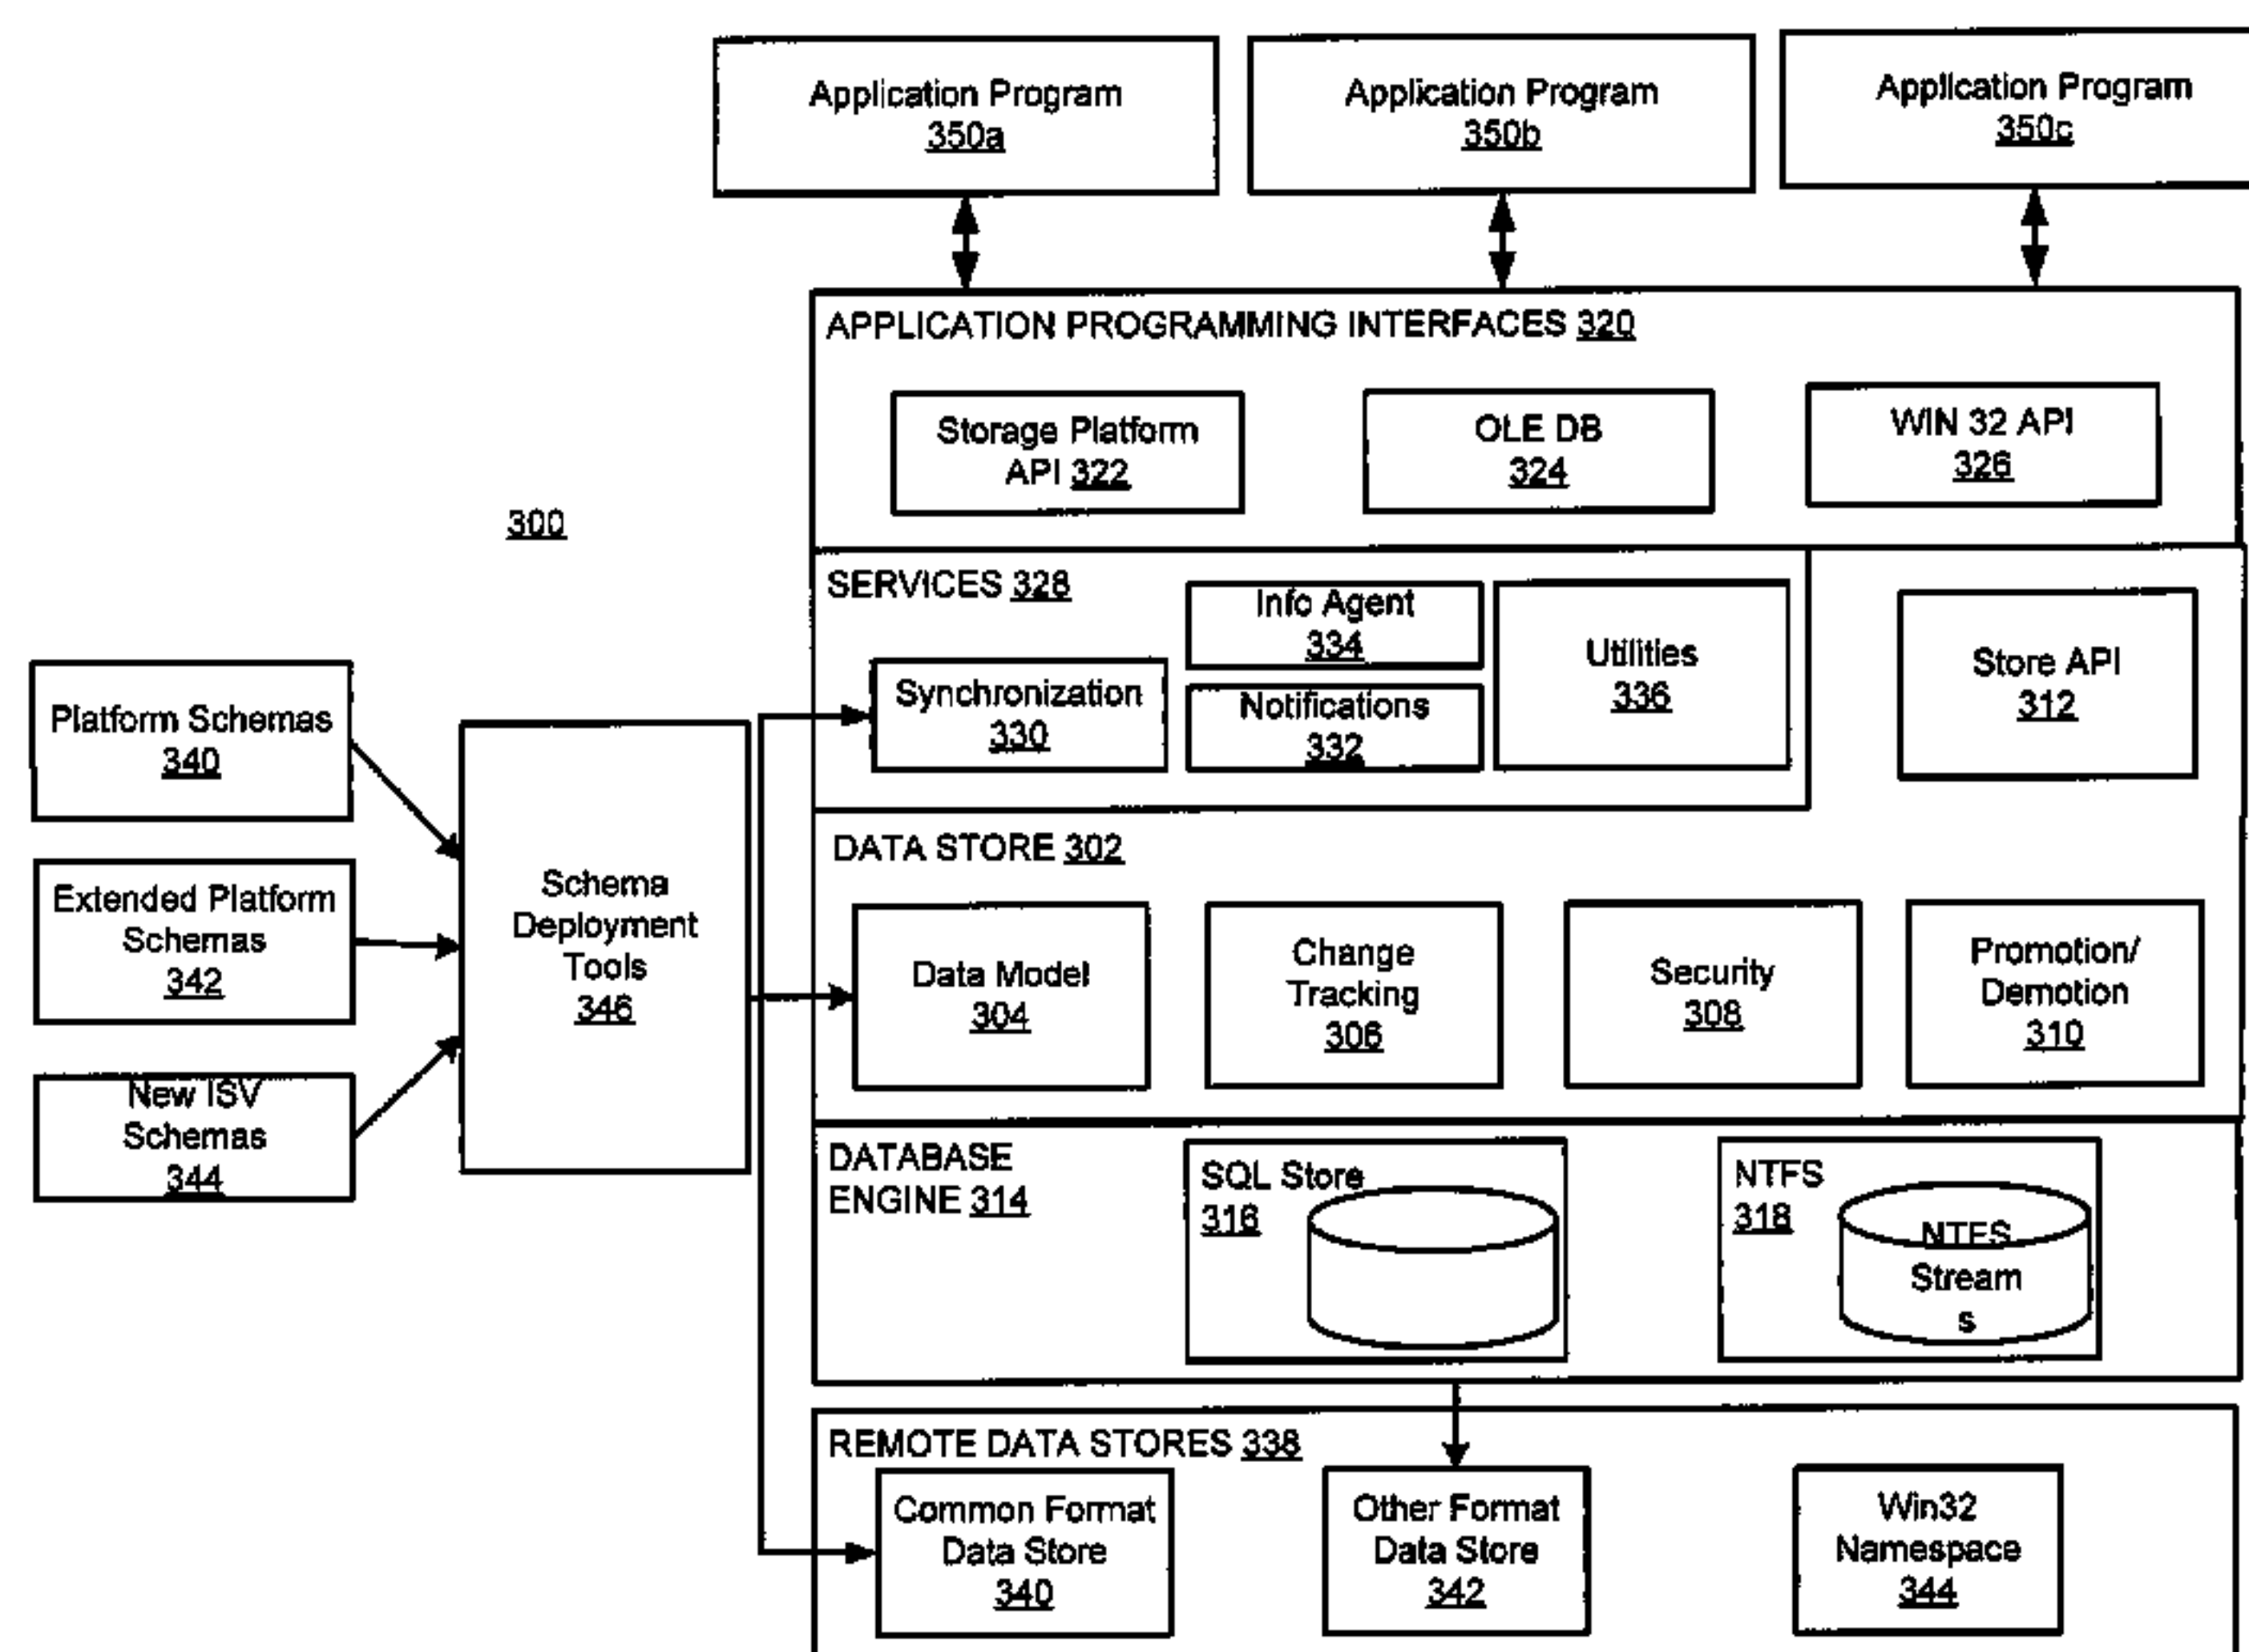 Application Program
350a
Application Program
350b
Application Program
350c
APPLICATION PROGRAMMING INTERFACES 320
Storage Platform
API 322
OLE DB
324
WIN 32 API
326
300
SERVICES 328
Info Agent
334
Utilities
336
Store API
312
Synchronization
330
Notifications
332
Platform Schemas
340
Extended Platform
Schemas
342
New ISV
Schemas
344
Schema
Deployment
Tools
346
DATA STORE 302
Data Model
304
Change
Tracking
306
Security
308
Promotion/
Demotion
310
DATABASE
ENGINE 314
SQL Store
316
NTFS
318
NTFS
Stream
s
REMOTE DATA STORES 338
Common Format
Data Store
340
Other Format
Data Store
342
Win32
Namespace
344